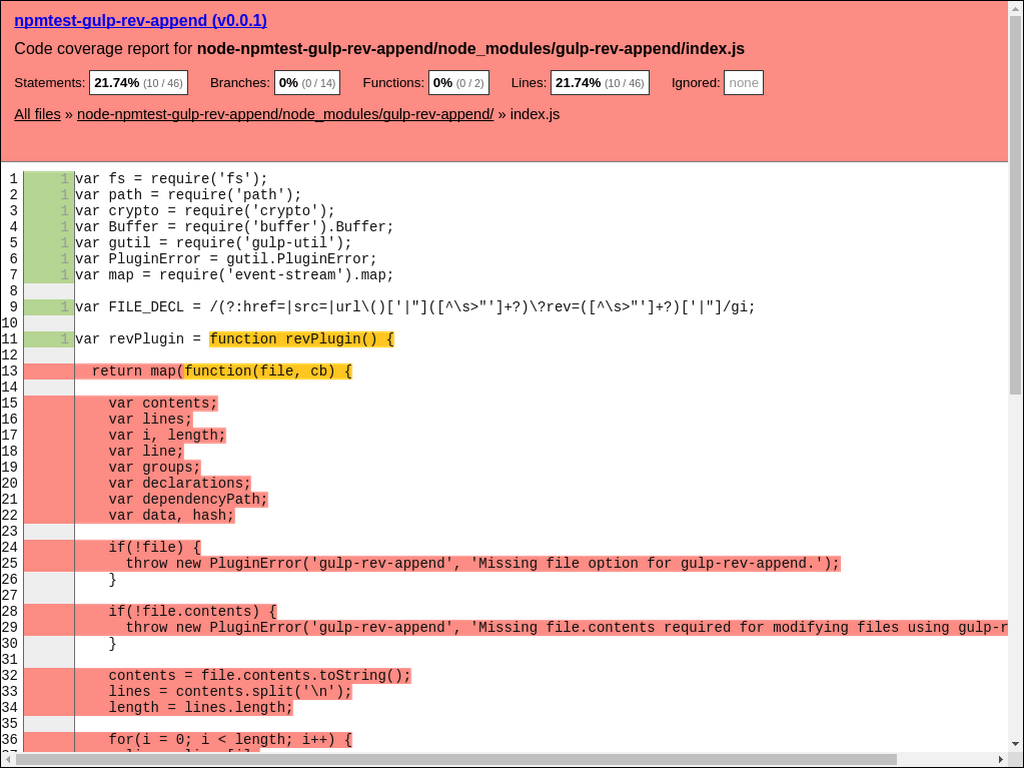 npmtest-gulp-rev-append (v0.0.1)
Code coverage report for node-npmtest-gulp-rev-append/node_modules/gulp-rev-append/index.js
Statements: 21.74% (10 / 46) Branches: 0% (0 / 14) Functions: 0% (0 / 2) Lines: 21.74% (10 / 46) Ignored: none
All files » node-npmtest-gulp-rev-append/node_modules/gulp-rev-append/ » index.js
1 1 var fs = require('fs');
2 1 var path = require('path');
3 1 var crypto = require('crypto');
4 1 var Buffer = require('buffer').Buffer;
5 1 var gutil = require('gulp-util');
6 1 var PluginError = gutil.PluginError;
7 1 var map = require('event-stream').map;
8
9 1 var FILE_DECL = /(?:href=|src=|url\()['|"]([^\s>"']+?)\?rev=([^\s>"']+?)['|"]/gi;
10
11 1 var revPlugin = function revPlugin() {
12
13 return map(function(file, cb) {
14
15 var contents;
16 var lines;
17 var i, length;
18 var line;
19 var groups;
20 var declarations;
21 var dependencyPath;
22 var data, hash;
23
24 if(!file) {
25 throw new PluginError('gulp-rev-append', 'Missing file option for gulp-rev-append.');
26 }
27
28 if(!file.contents) {
29 throw new PluginError('gulp-rev-append', 'Missing file.contents required for modifying files using gulp-r
30 }
31
32 contents = file.contents.toString();
33 lines = contents.split('\n');
34 length = lines.length;
35
36 for(i = 0; i < length; i++) {